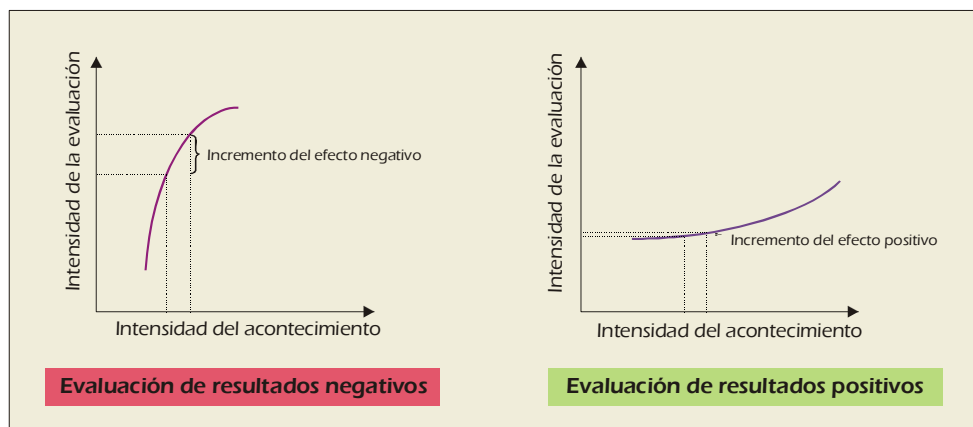 Intensidad de la evaluación
Incremento del efecto negativo
Intensidad del acontecimiento
Evaluación de resultados negativos
Intensidad de la evaluación
Incremento del efecto positivo
Intensidad del acontecimiento
Evaluación de resultados positivos